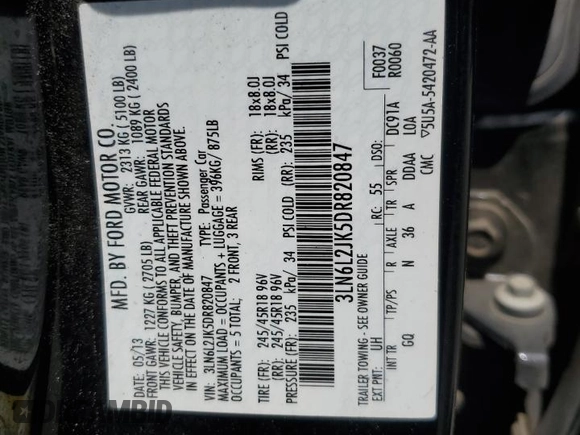 MFD. BY FORD MOTOR CO.
DATE: 05/13 GVWR: 2313 KG ( 5100 LB)
FRONT GAWR: 1227 KG ( 2705 LB) REAR GAWR: 1089 KG ( 2400 LB)
THIS VEHICLE CONFORMS TO ALL APPLICABLE FEDERAL MOTOR
VEHICLE SAFETY, BUMPER, AND THEFT PREVENTION STANDARDS
IN EFFECT ON THE DATE OF MANUFACTURE SHOWN ABOVE.
VIN: 3LN6L2JK5DR820847 TYPE: Passenger Car
MAXIMUM LOAD = OCCUPANTS + LUGGAGE = 396KG/ 875LB
OCCUPANTS = 5 TOTAL: 2 FRONT, 3 REAR
TIRE (FR): 245/45R18 96V RIMS (FR): 18x8.0J
(RR): 245/45R18 96V (RR): 18x8.0J
PRESSURE (FR): 235 kPa/ 34 PSI COLD (RR): 235 kPa/ 34 PSI COLD
3LN6L2JK5DR820847
TRAILER TOWING - SEE OWNER GUIDE F0037
EXT PNT: UH RC: 55 DSO: R0060
INT TR TP/PS R AXLE TR SPR DC91A
GQ N 36 A DDAA LOA
CMC 5U5A-5420472-AA